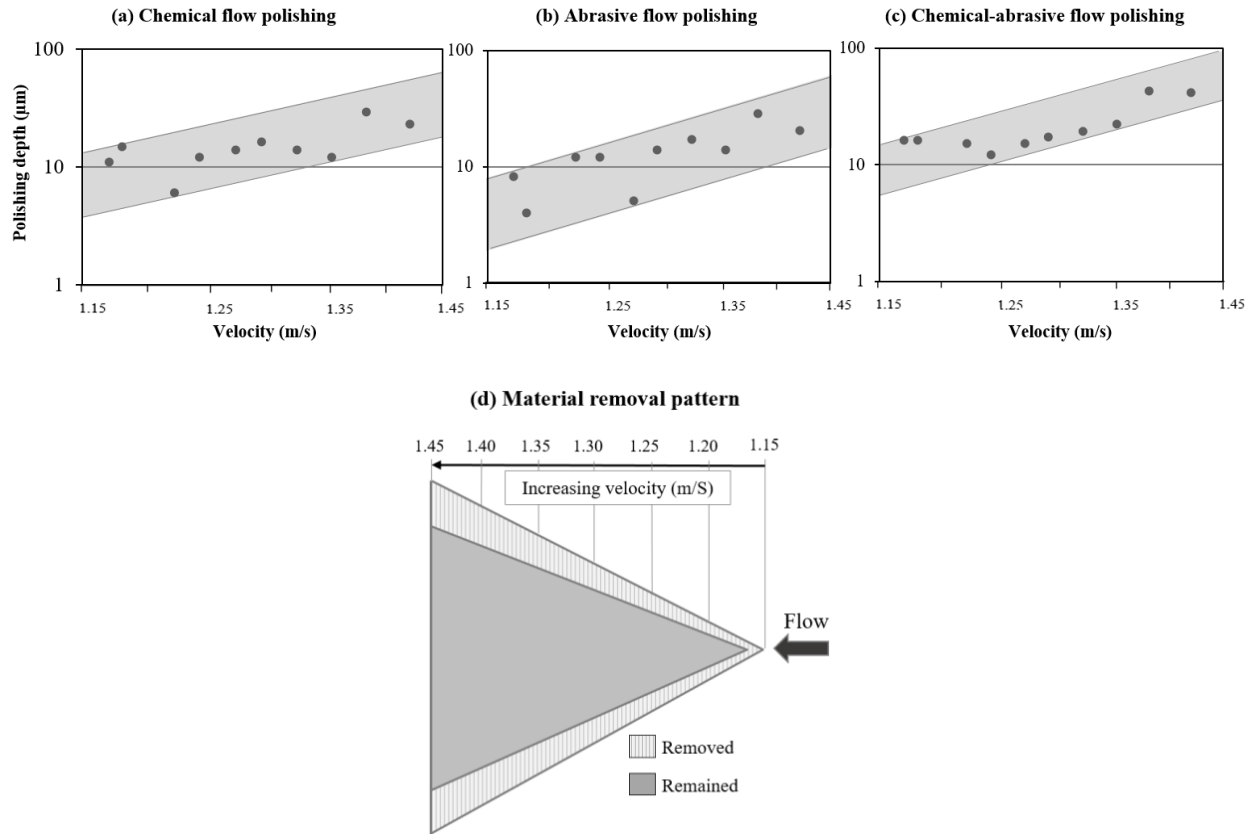 (a) Chemical flow polishing
100
10
1
Polishing depth (µm)
1.15 1.25 1.35 1.45
Velocity (m/s)
(b) Abrasive flow polishing
100
10
1
1.15 1.25 1.35 1.45
Velocity (m/s)
(c) Chemical-abrasive flow polishing
100
10
1
1.15 1.25 1.35 1.45
Velocity (m/s)
(d) Material removal pattern
1.45 1.40 1.35 1.30 1.25 1.20 1.15
Increasing velocity (m/S)
Flow
Removed
Remained